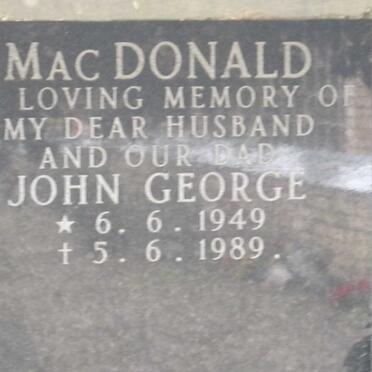 MAC DONALD
LOVING MEMORY OF
MY DEAR HUSBAND
AND OUR DAD
JOHN GEORGE
★ 6. 6. 1949
† 5. 6. 1989.